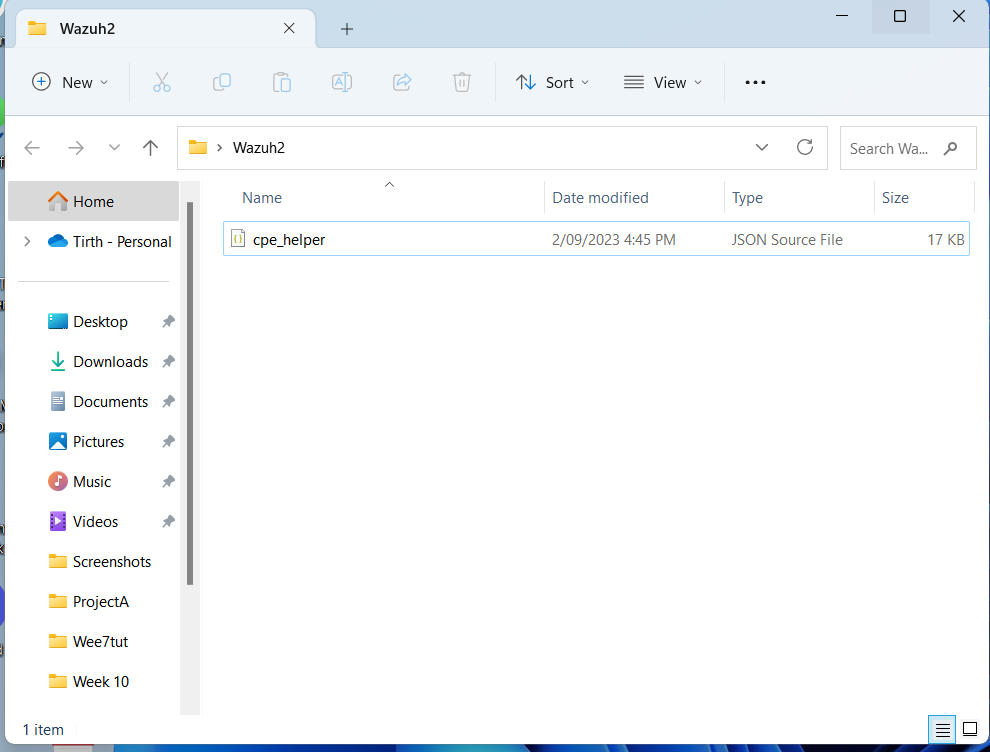 Wazuh2
New
Sort
View
Wazuh2
Search Wa...
Name
Date modified
Type
Size
cpe_helper
2/09/2023 4:45 PM
JSON Source File
17 KB
Home
Tirth - Personal
Desktop
Downloads
Documents
Pictures
Music
Videos
Screenshots
ProjectA
Wee7tut
Week 10
1 item